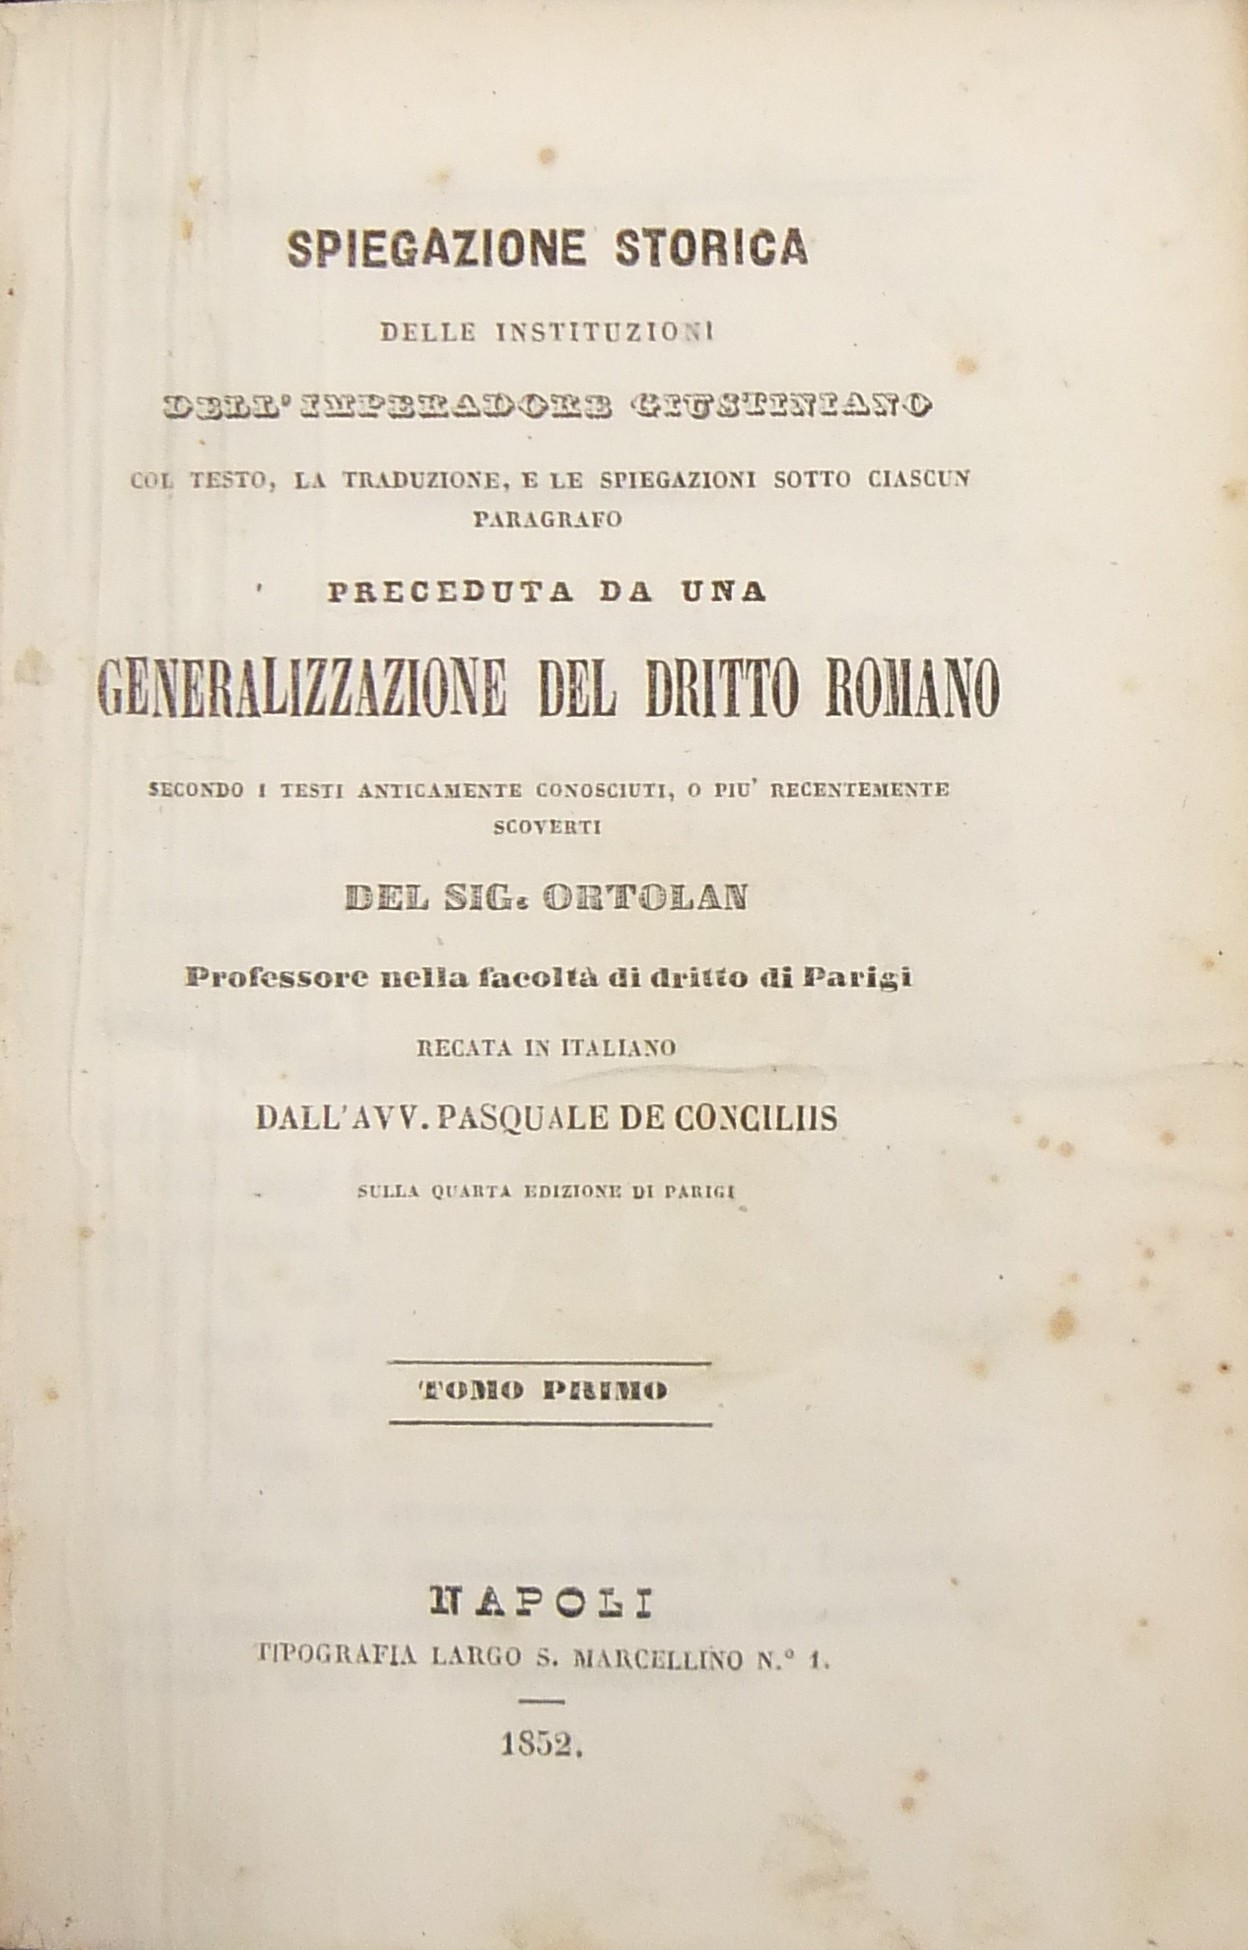 SPIEGAZIONE STORICA
DELLE INSTITUZIONI
DELL' IMPERADORE GIUSTINIANO
COL TESTO, LA TRADUZIONE, E LE SPIEGAZIONI SOTTO CIASCUN
PARAGRAFO
PRECEDUTA DA UNA
GENERALIZZAZIONE DEL DRITTO ROMANO
SECONDO I TESTI ANTICAMENTE CONOSCIUTI, O PIU' RECENTEMENTE
SCOVERTI
DEL SIG. ORTOLAN
Professore nella facoltà di dritto di Parigi
RECATA IN ITALIANO
DALL'AVV. PASQUALE DE CONCILIIS
SULLA QUARTA EDIZIONE DI PARIGI
TOMO PRIMO
NAPOLI
TIPOGRAFIA LARGO S. MARCELLINO N.° 1.
1852.